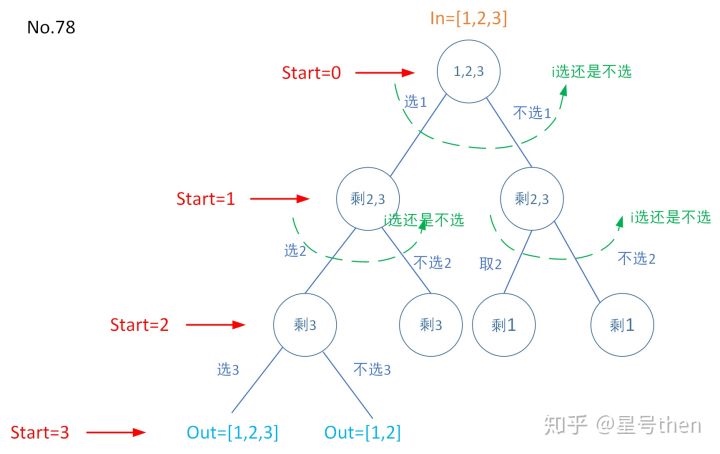 In=[1,2,3]
No.78
Start=0
1,2,3
i选还是不选
选1
不选1
Start=1
剩2,3
剩2,3
i选还是不选
i选还是不选
选2
不选2
取2
不选2
Start=2
剩3
剩3
剩1
剩1
选3
不选3
Start=3
Out=[1,2,3]
Out=[1,2]
知乎 @星号then